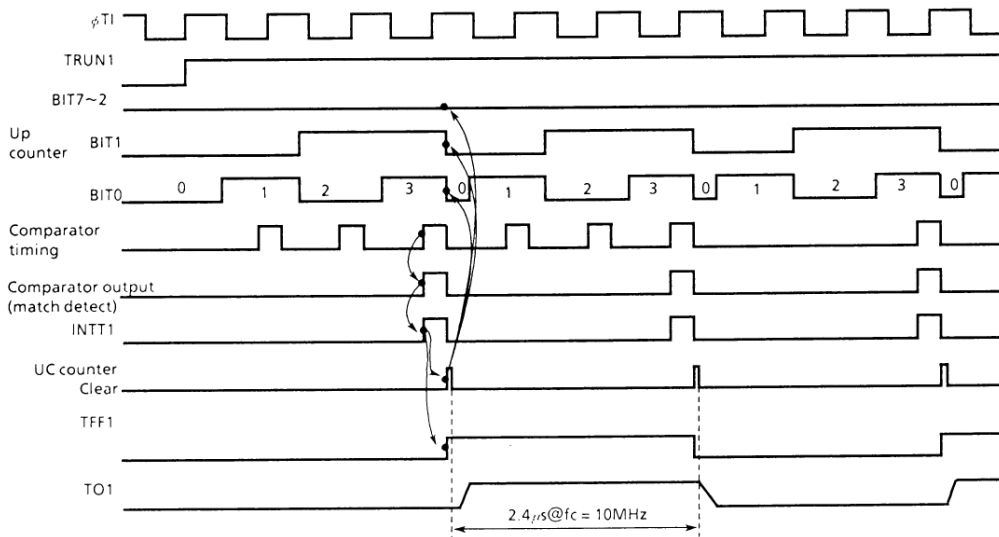 φT1
TRUN1
BIT7~2
Up
counter
BIT1
BIT0
0 1 2 3 0 1 2 3 0 1 2 3 0
Comparator
timing
Comparator output
(match detect)
INTT1
UC counter
Clear
TFF1
TO1
2.4μs@fc = 10MHz